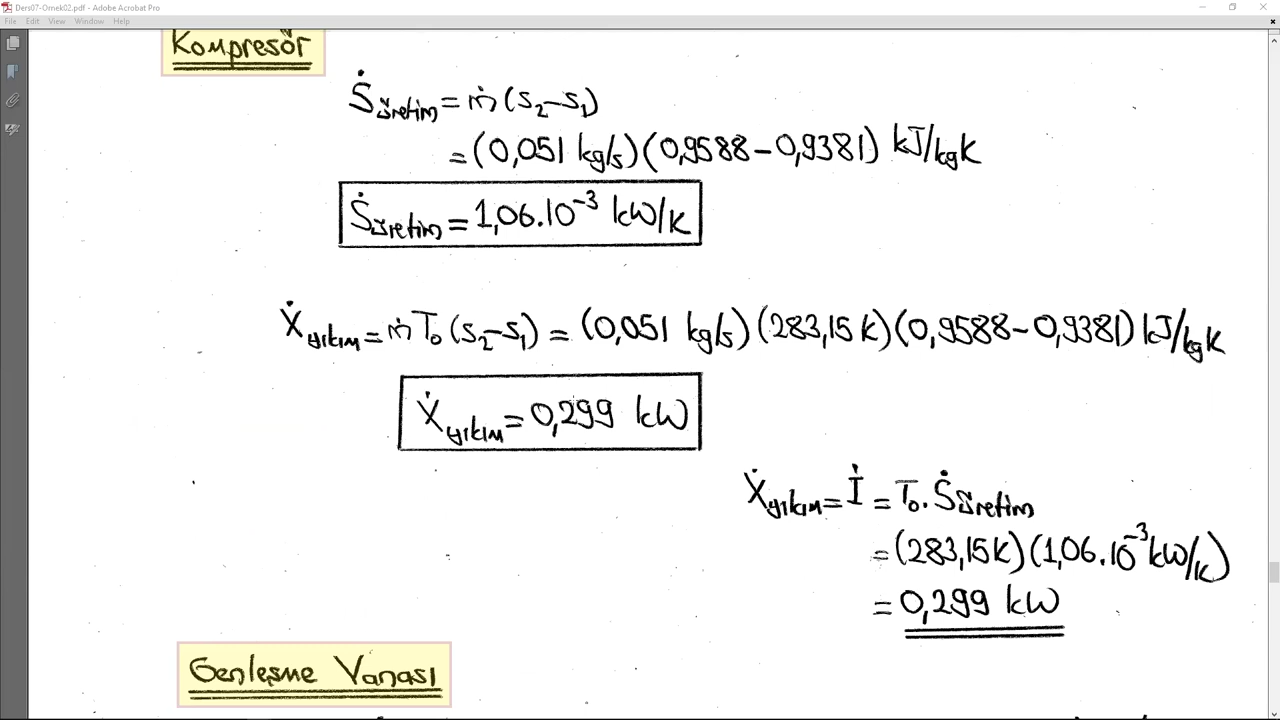 Ders07-Ornek02.pdf - Adobe Acrobat Pro
File Edit View Window Help
Kompresör
Ṡüretim = ṁ(s₂-s₁)
= (0,051 kg/s)(0,9588-0,9381) kJ/kgK
Ṡüretim = 1,06.10⁻³ kW/K
Ẋyıkım = ṁT₀(s₂-s₁) = (0,051 kg/s)(283,15K)(0,9588-0,9381) kJ/kgK
Ẋyıkım = 0,299 kW
Ẋyıkım = İ = T₀.Ṡüretim
= (283,15K)(1,06.10⁻³ kW/K)
= 0,299 kW
Genleşme Vanası